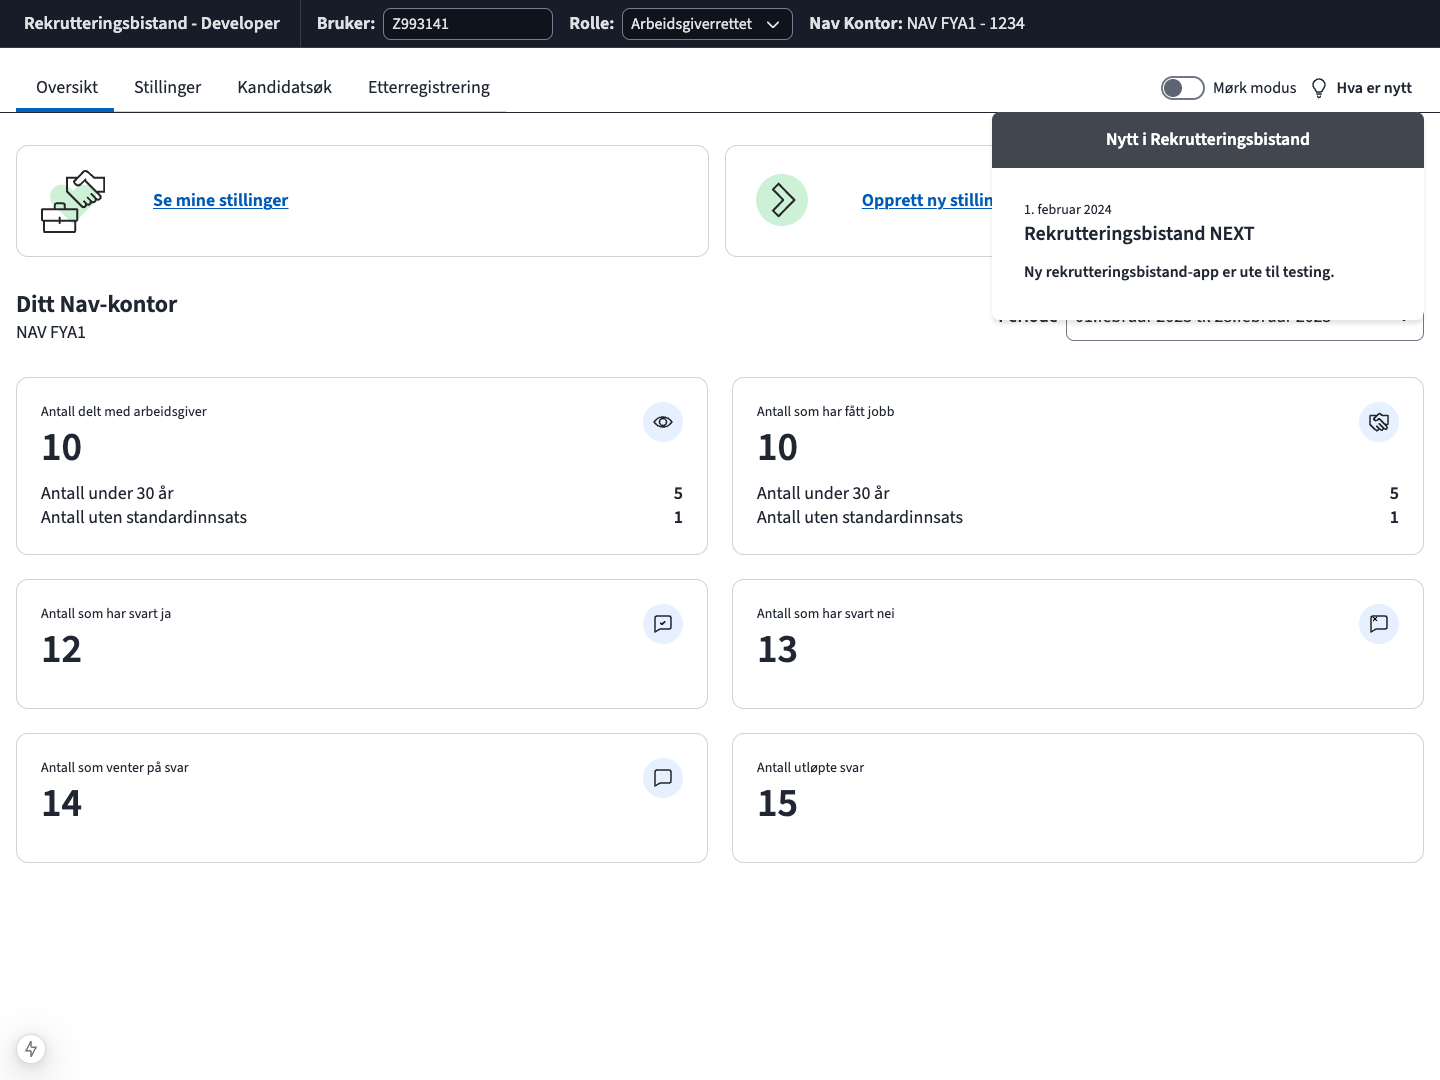 Rekrutteringsbistand - Developer
Bruker: Z993141
Rolle: Arbeidsgiverrettet
Nav Kontor: NAV FYA1 - 1234
Oversikt
Stillinger
Kandidatsøk
Etterregistrering
Mørk modus
Hva er nytt
Nytt i Rekrutteringsbistand
1. februar 2024
Rekrutteringsbistand NEXT
Ny rekrutteringsbistand-app er ute til testing.
Se mine stillinger
Opprett ny stillin
Ditt Nav-kontor
NAV FYA1
Antall delt med arbeidsgiver
10
Antall under 30 år 5
Antall uten standardinnsats 1
Antall som har fått jobb
10
Antall under 30 år 5
Antall uten standardinnsats 1
Antall som har svart ja
12
Antall som har svart nei
13
Antall som venter på svar
14
Antall utløpte svar
15